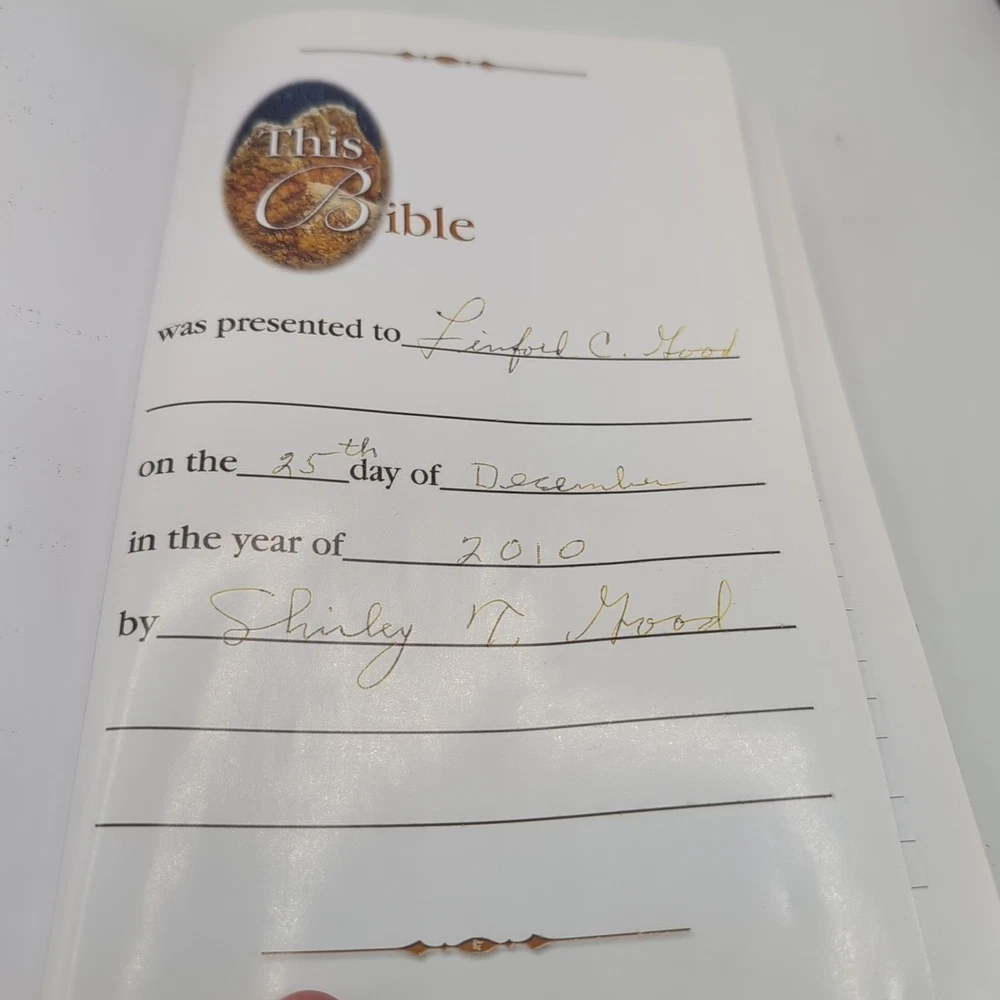 This
Bible
was presented to Linford C. Good
on the 25th day of December
in the year of 2010
by Shirley N. Good